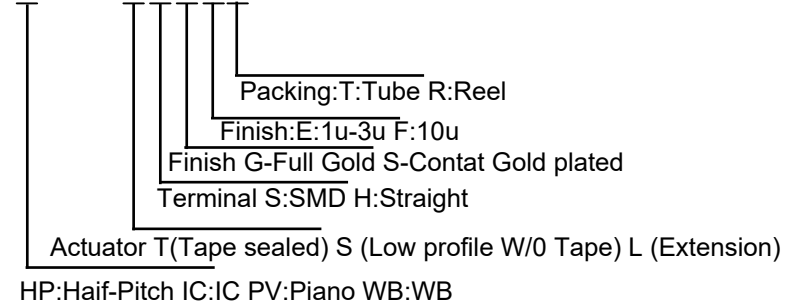 Packing:T:Tube R:Reel
Finish:E:1u-3u F:10u
Finish G-Full Gold S-Contat Gold plated
Terminal S:SMD H:Straight
Actuator T(Tape sealed) S (Low profile W/0 Tape) L (Extension)
HP:Haif-Pitch IC:IC PV:Piano WB:WB